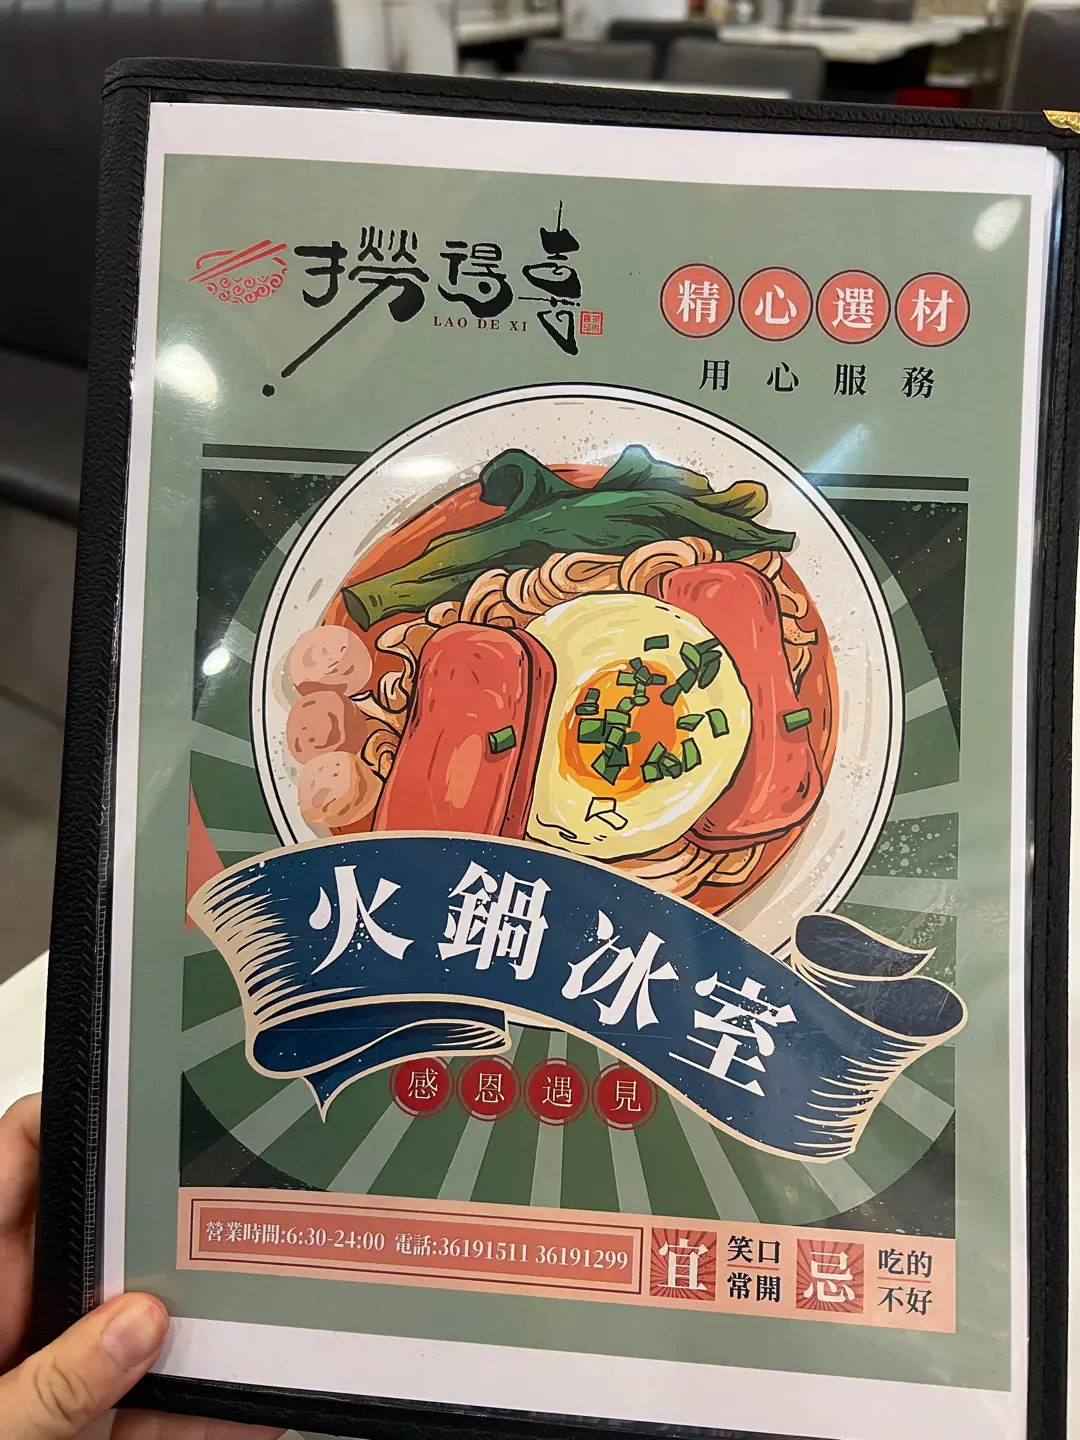 撈得喜
LAO DE XI
精心選材
用心服務
火鍋冰室
感恩遇見
營業時間:6:30-24:00 電話:36191511 36191299
宜
笑口
常開
忌
吃的
不好